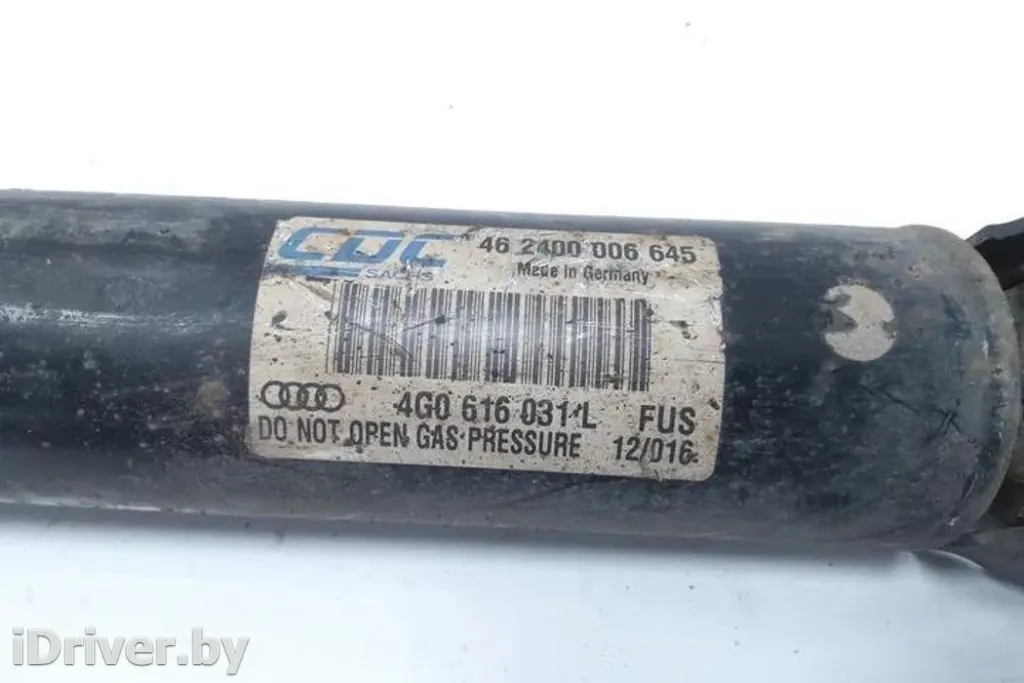 CDC 46 2400 006 645
SACHS Made in Germany
4G0 616 031 L FUS
DO NOT OPEN GAS PRESSURE 12/016
iDriver.by